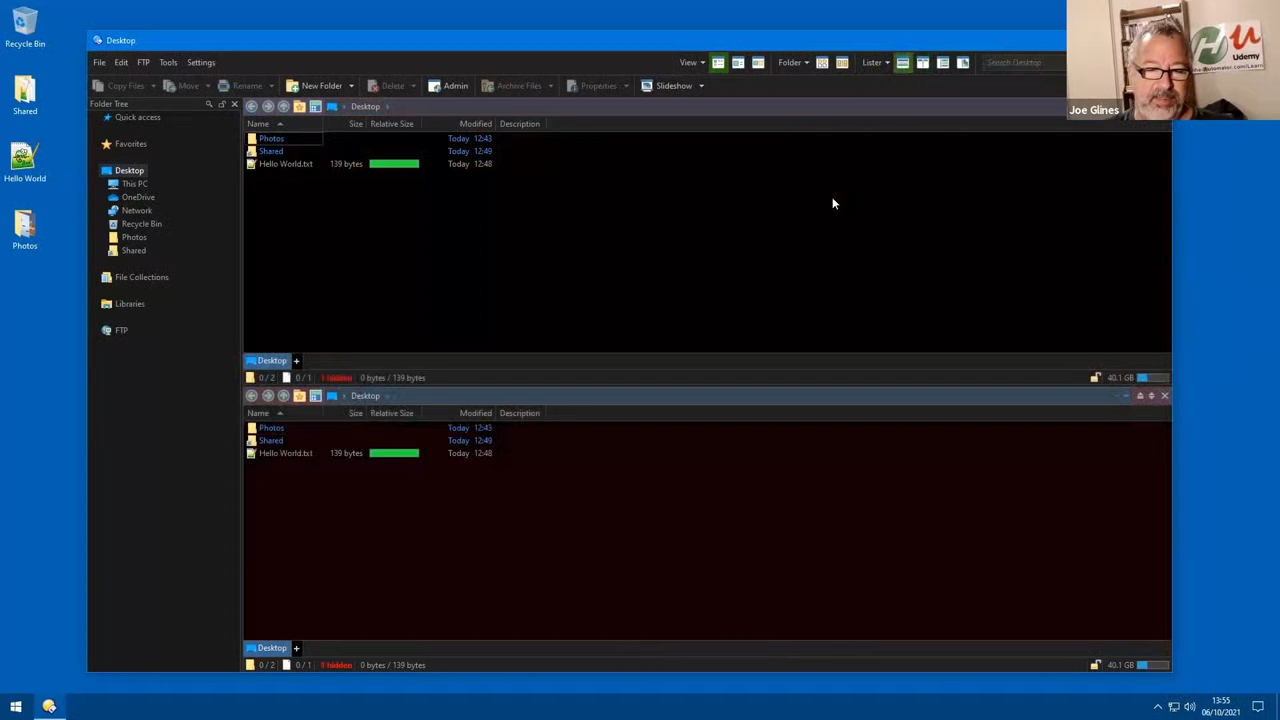 Recycle Bin
Shared
Hello World
Photos
Desktop
File Edit FTP Tools Settings
View Folder Lister Search Desktop
Copy Files Move Rename New Folder Delete Admin Archive Files Properties Slideshow
Folder Tree
Quick access
Favorites
Desktop
This PC
OneDrive
Network
Recycle Bin
Photos
Shared
File Collections
Libraries
FTP
Desktop
Name Size Relative Size Modified Description
Photos Today 12:43
Shared Today 12:49
Hello World.txt 139 bytes Today 12:48
Desktop +
0 / 2 0 / 1 1 hidden 0 bytes / 139 bytes 40.1 GB
Desktop
Name Size Relative Size Modified Description
Photos Today 12:43
Shared Today 12:49
Hello World.txt 139 bytes Today 12:48
Desktop +
0 / 2 0 / 1 1 hidden 0 bytes / 139 bytes 40.1 GB
Udemy
Joe Glines
13:55
06/10/2021